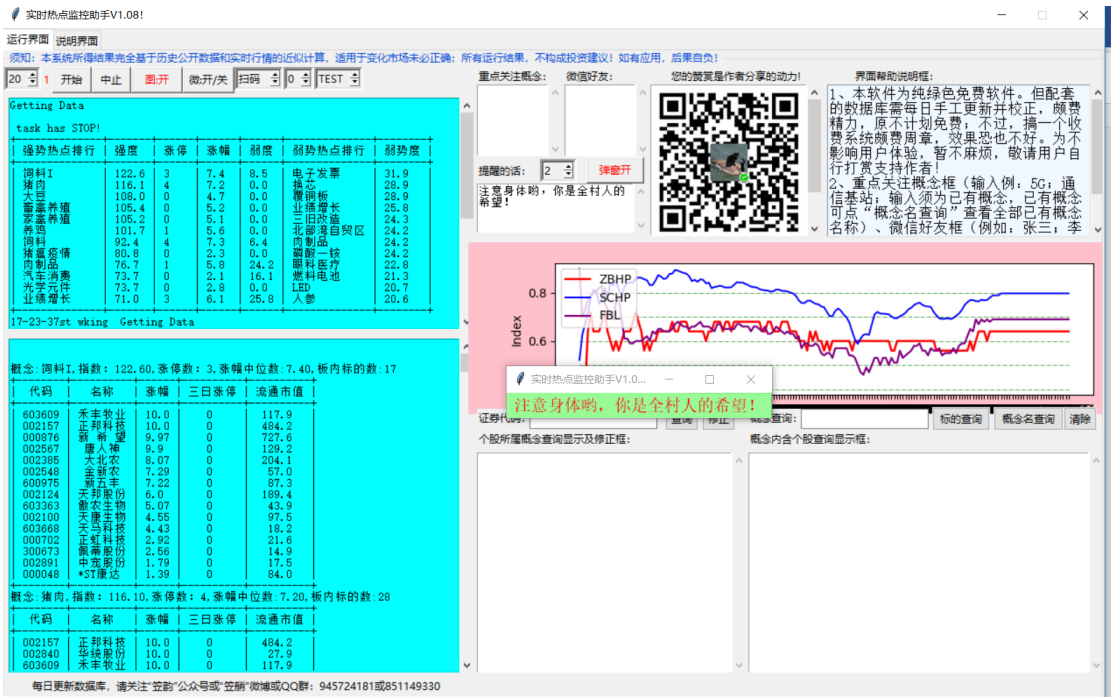 实时热点监控助手V1.08!
运行界面 说明界面
须知：本系统所得结果完全基于历史公开数据和实时行情的近似计算，适用于变化市场未必正确；所有运行结果，不构成投资建议！如有应用，后果自负！
20 1 开始 中止 图:开 微:开/关 扫码 0 TEST
Getting Data
task has STOP!
强势热点排行 强度 涨停 涨幅 弱度 弱势热点排行 弱势度
饲料I 122.6 3 7.4 8.5 电子发票 31.9
猪肉 116.1 4 7.2 0.0 换芯 28.9
大豆 108.0 0 4.7 0.0 覆铜板 28.9
畜禽养殖 105.4 0 5.2 0.0 业绩增长 25.8
家禽养殖 105.2 0 5.1 0.0 三旧改造 24.3
养鸡 101.7 1 5.6 0.0 北部湾自贸区 24.2
饲料 92.4 4 7.3 6.4 肉制品 24.2
猪瘟疫情 80.8 0 2.3 0.0 磷酸一铵 24.2
肉制品 76.7 1 5.8 24.2 眼科医疗 22.8
汽车消费 73.7 0 2.1 16.1 燃料电池 21.3
光学元件 73.7 0 2.8 0.0 LED 20.7
业绩增长 71.0 3 6.1 25.8 人参 20.6
17-23-37st wking Getting Data
概念:饲料I,指数: 122.60,涨停数: 3,涨幅中位数:7.40,板内标的数:17
代码 名称 涨幅 三日涨停 流通市值
603609 禾丰牧业 10.0 0 117.9
002157 正邦科技 10.0 0 484.2
000876 新 希 望 9.97 0 727.6
002567 唐人神 9.9 0 129.2
002385 大北农 8.07 0 204.1
002548 金新农 7.29 0 57.0
600975 新五丰 7.22 0 87.3
002124 天邦股份 6.0 0 189.4
603363 傲农生物 5.07 0 43.9
002100 天康生物 4.55 0 97.5
603668 天马科技 4.43 0 18.2
000702 正虹科技 2.92 0 21.6
300673 佩蒂股份 2.56 0 14.9
002891 中宠股份 1.79 0 17.5
000048 *ST康达 1.39 0 84.0
概念:猪肉,指数: 116.10,涨停数: 4,涨幅中位数:7.20,板内标的数:28
代码 名称 涨幅 三日涨停 流通市值
002157 正邦科技 10.0 0 484.2
002840 华统股份 10.0 0 27.9
603609 禾丰牧业 10.0 0 117.9
每日更新数据库，请关注"笠韵"公众号或"笠艄"微博或QQ群：945724181或851149330
重点关注概念: 微信好友:
提醒的话: 2 弹窗开
注意身体哟，你是全村人的
希望！
您的赞赏是作者分享的动力!
界面帮助说明框:
1、本软件为纯绿色免费软件。但配套
的数据库需每日手工更新并校正，颇费
精力，原不计划免费；不过，搞一个收
费系统颇费周章，效果恐也不好。为不
影响用户体验，暂不麻烦，敬请用户自
行打赏支持作者！
2、重点关注概念框（输入例：5G；通
信基站；输入须为已有概念，已有概念
可点“概念名查询”查看全部已有概念
名称）、微信好友框（例如：张三；李
ZBHP
SCHP
FBL
Index
0.8
0.6
实时热点监控助手V1.0...
注意身体哟，你是全村人的希望！
证券代码: 查询 修正 概念查询: 标的查询 概念名查询 清除
个股所属概念查询显示及修正框:
概念内含个股查询显示框: